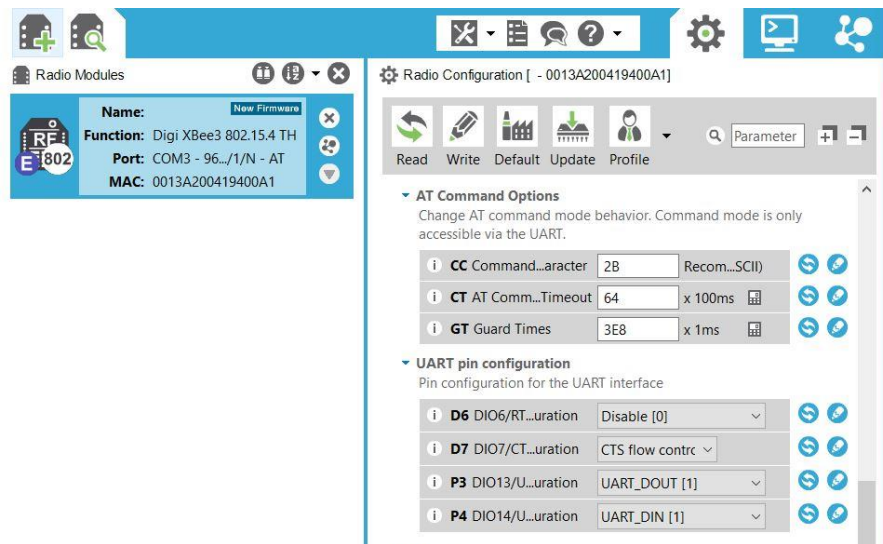 Radio Modules
New Firmware
Name:
Function: Digi XBee3 802.15.4 TH
Port: COM3 - 96.../1/N - AT
MAC: 0013A200419400A1
RF
E 802
Radio Configuration [ - 0013A200419400A1]
Read Write Default Update Profile
Parameter
AT Command Options
Change AT command mode behavior. Command mode is only
accessible via the UART.
i CC Command...aracter 2B Recom...SCII)
i CT AT Comm...Timeout 64 x 100ms
i GT Guard Times 3E8 x 1ms
UART pin configuration
Pin configuration for the UART interface
i D6 DIO6/RT...uration Disable [0]
i D7 DIO7/CT...uration CTS flow contrc
i P3 DIO13/U...uration UART_DOUT [1]
i P4 DIO14/U...uration UART_DIN [1]